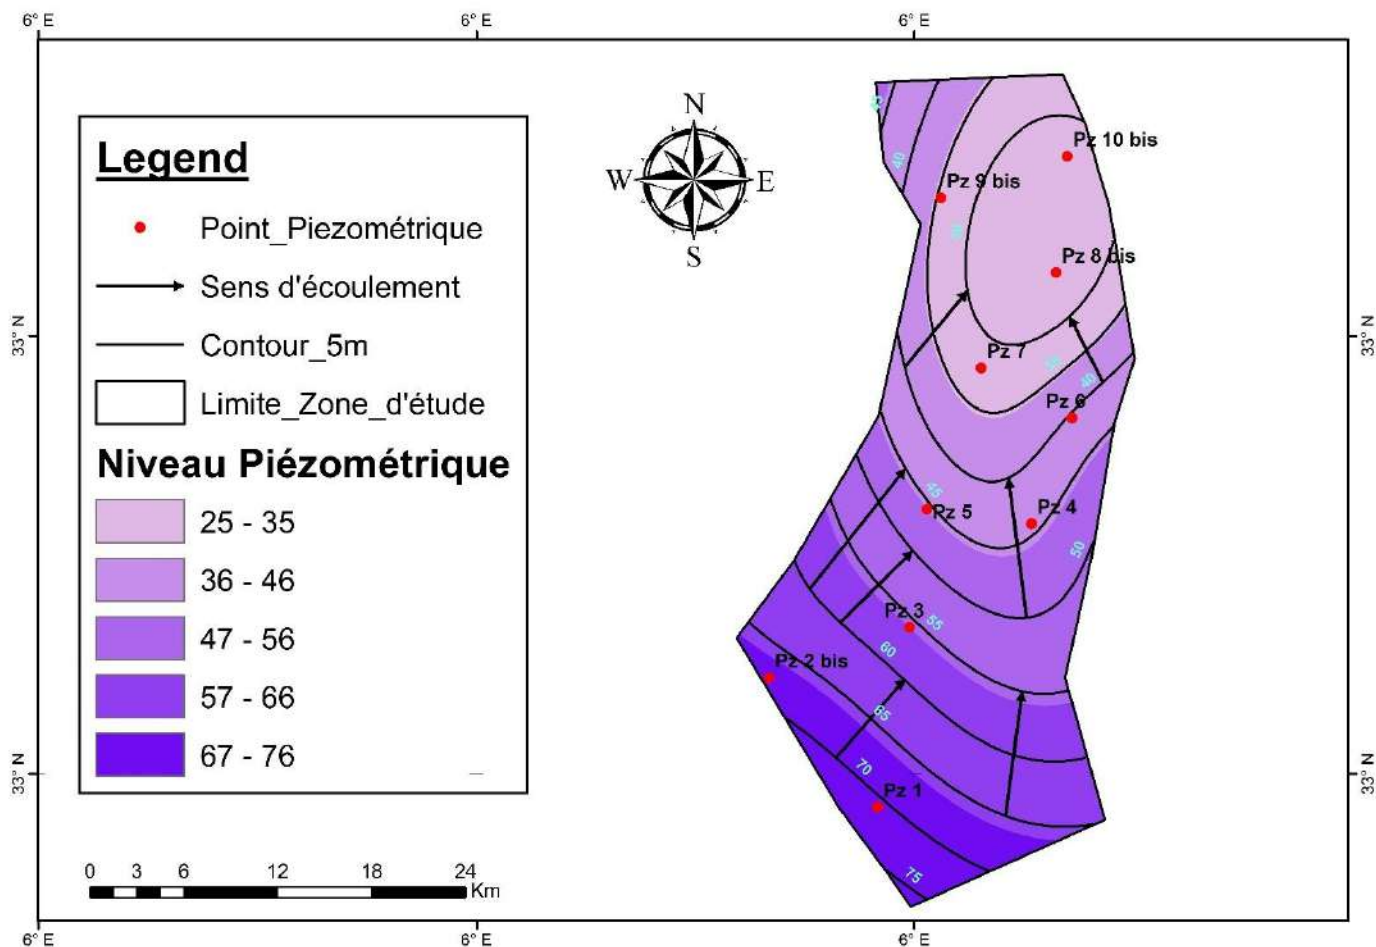 6° E
6° E
6° E
33° N
33° N
33° N
33° N
Legend
Point_Piezométrique
Sens d'écoulement
Contour_5m
Limite_Zone_d'étude
Niveau Piézométrique
25 - 35
36 - 46
47 - 56
57 - 66
67 - 76
0 3 6 12 18 24
Km
N
W E
S
45
40
Pz 10 bis
Pz 9 bis
Pz 8 bis
Pz 7
40
Pz 6
45
Pz 5
Pz 4
50
Pz 3
55
60
Pz 2 bis
65
70
Pz 1
75
6° E
6° E
6° E